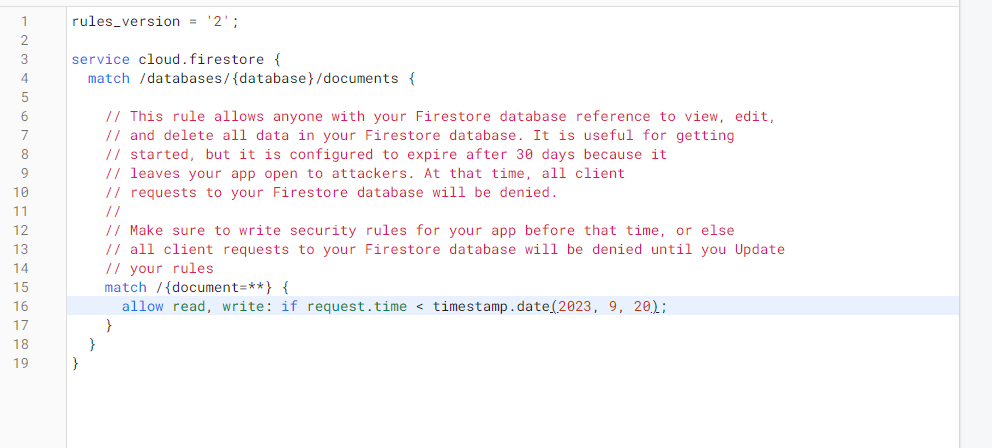 1 rules_version = '2';
2
3 service cloud.firestore {
4 match /databases/{database}/documents {
5
6 // This rule allows anyone with your Firestore database reference to view, edit,
7 // and delete all data in your Firestore database. It is useful for getting
8 // started, but it is configured to expire after 30 days because it
9 // leaves your app open to attackers. At that time, all client
10 // requests to your Firestore database will be denied.
11 //
12 // Make sure to write security rules for your app before that time, or else
13 // all client requests to your Firestore database will be denied until you Update
14 // your rules
15 match /{document=**} {
16 allow read, write: if request.time < timestamp.date(2023, 9, 20);
17 }
18 }
19 }